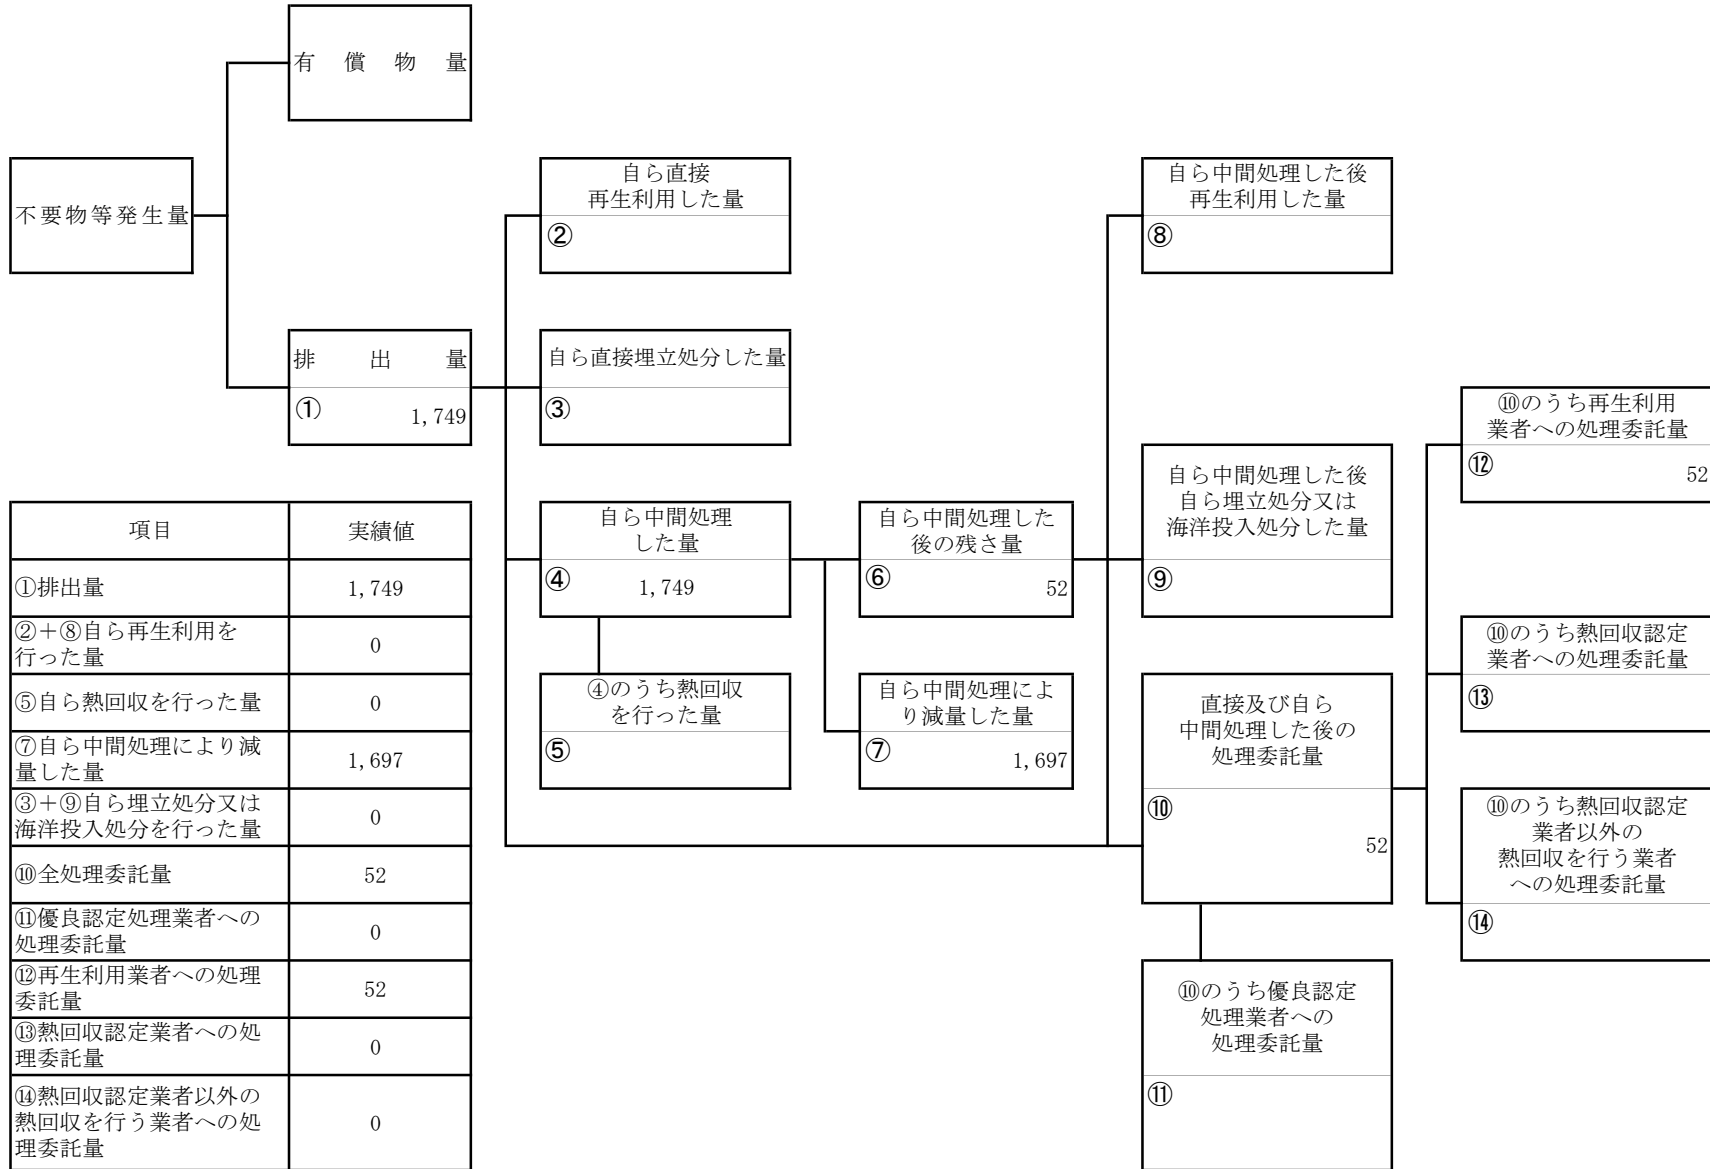 有償物量
不要物等発生量
自ら直接
再生利用した量
②
自ら中間処理した後
再生利用した量
⑧
排出量
① 1,749
自ら直接埋立処分した量
③
⑩のうち再生利用
業者への処理委託量
⑫ 52
自ら中間処理した後
自ら埋立処分又は
海洋投入処分した量
⑨
自ら中間処理
した量
④ 1,749
自ら中間処理した
後の残さ量
⑥ 52
⑩のうち熱回収認定
業者への処理委託量
⑬
④のうち熱回収
を行った量
⑤
自ら中間処理によ
り減量した量
⑦ 1,697
直接及び自ら
中間処理した後の
処理委託量
⑩
52
⑩のうち熱回収認定
業者以外の
熱回収を行う業者
への処理委託量
⑭
⑩のうち優良認定
処理業者への
処理委託量
⑪
項目 実績値
①排出量 1,749
②+⑧自ら再生利用を
行った量 0
⑤自ら熱回収を行った量 0
⑦自ら中間処理により減
量した量 1,697
③+⑨自ら埋立処分又は
海洋投入処分を行った量 0
⑩全処理委託量 52
⑪優良認定処理業者への
処理委託量 0
⑫再生利用業者への処理
委託量 52
⑬熱回収認定業者への処
理委託量 0
⑭熱回収認定業者以外の
熱回収を行う業者への処
理委託量 0